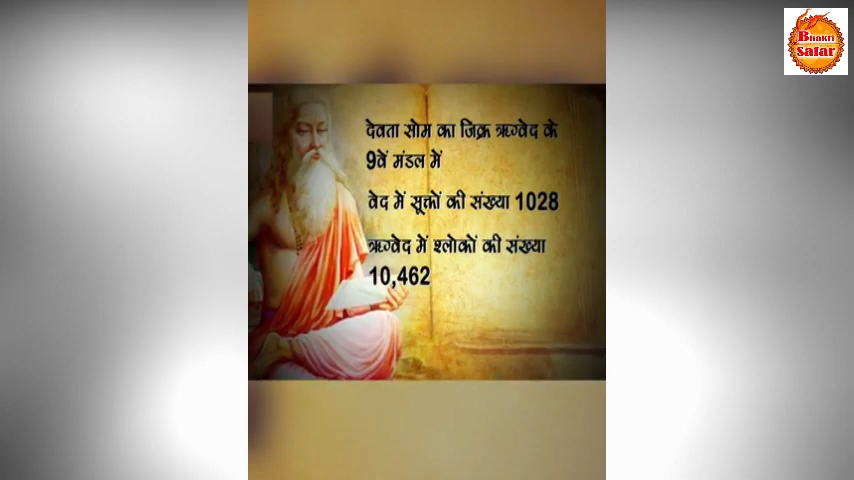 Bhakti
Safar
देवता सोम का जिक्र ऋग्वेद के
9वें मंडल में
वेद में सूक्तों की संख्या 1028
ऋग्वेद में श्लोकों की संख्या
10,462